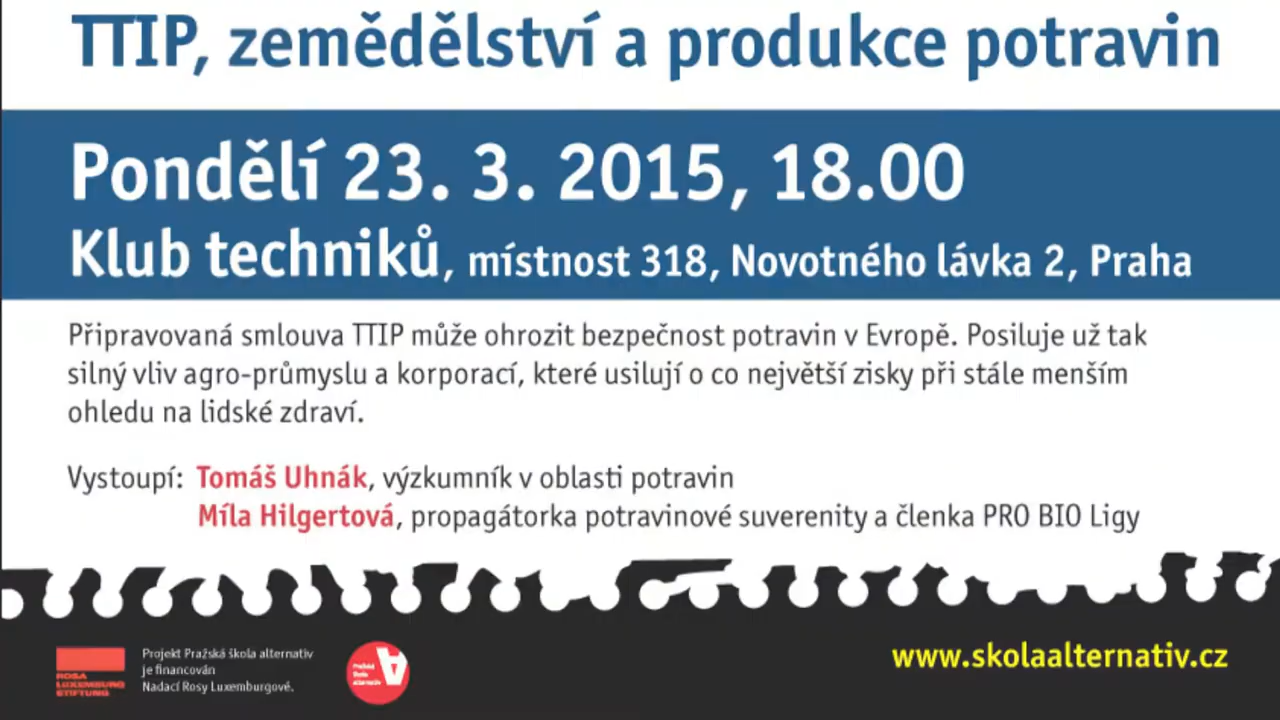 TTIP, zemědělství a produkce potravin
Pondělí 23. 3. 2015, 18.00
Klub techniků, místnost 318, Novotného lávka 2, Praha
Připravovaná smlouva TTIP může ohrozit bezpečnost potravin v Evropě. Posiluje už tak
silný vliv agro-průmyslu a korporací, které usilují o co největší zisky při stále menším
ohledu na lidské zdraví.
Vystoupí: Tomáš Uhnák, výzkumník v oblasti potravin
Míla Hilgertová, propagátorka potravinové suverenity a členka PRO BIO Ligy
ROSA
LUXEMBURG
STIFTUNG
Projekt Pražská škola alternativ
je financován
Nadací Rosy Luxemburgové.
Pražská
škola
alternativ
www.skolaalternativ.cz